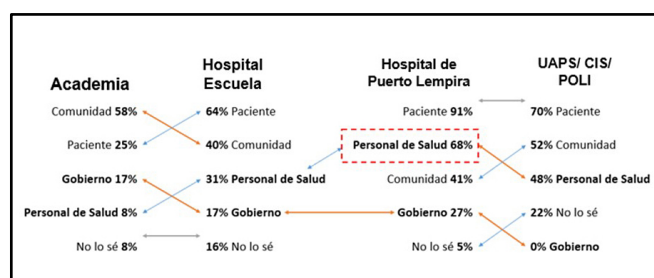 Academia
Hospital
Escuela
Hospital de
Puerto Lempira
UAPS/ CIS/
POLI
Comunidad 58%
64% Paciente
Paciente 91%
70% Paciente
Paciente 25%
40% Comunidad
Personal de Salud 68%
52% Comunidad
Gobierno 17%
31% Personal de Salud
Comunidad 41%
48% Personal de Salud
Personal de Salud 8%
17% Gobierno
Gobierno 27%
22% No lo sé
No lo sé 8%
16% No lo sé
No lo sé 5%
0% Gobierno